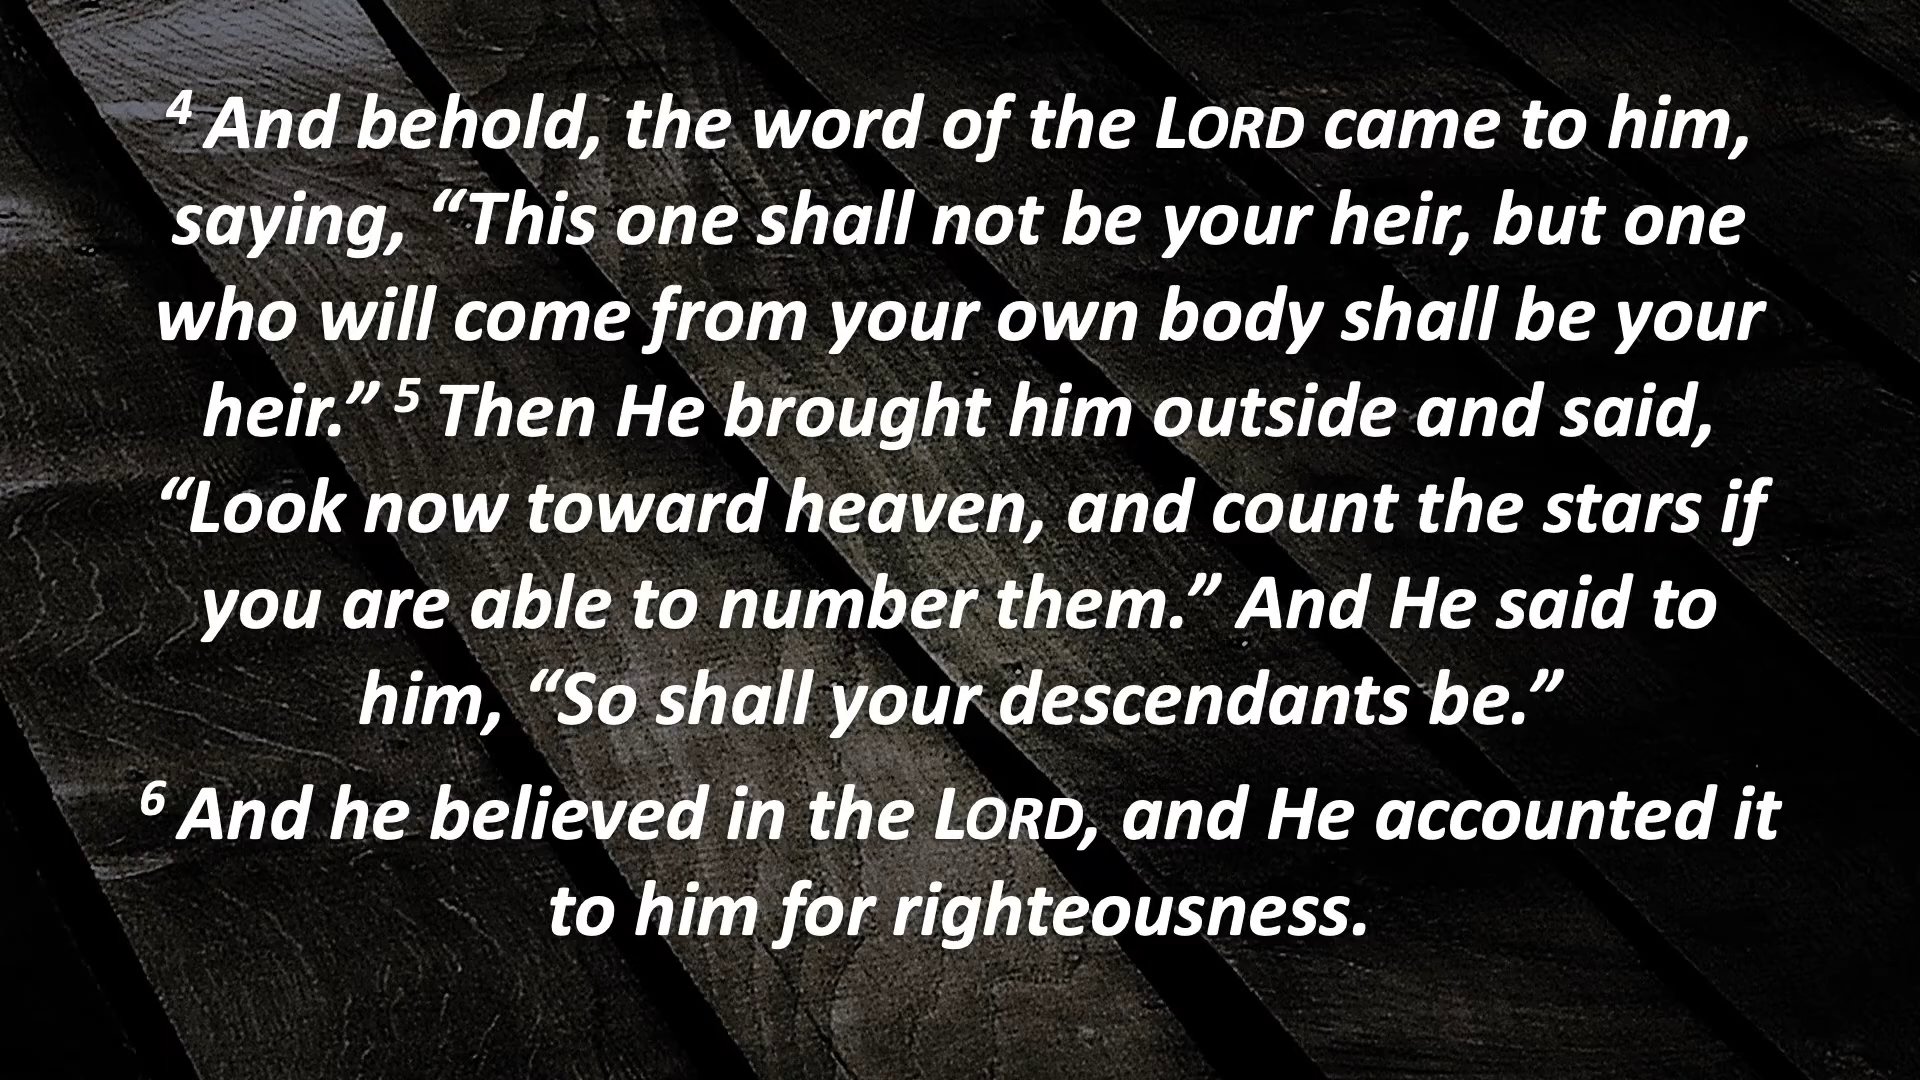 4 And behold, the word of the LORD came to him,
saying, “This one shall not be your heir, but one
who will come from your own body shall be your
heir.” 5 Then He brought him outside and said,
“Look now toward heaven, and count the stars if
you are able to number them.” And He said to
him, “So shall your descendants be.”
6 And he believed in the LORD, and He accounted it
to him for righteousness.